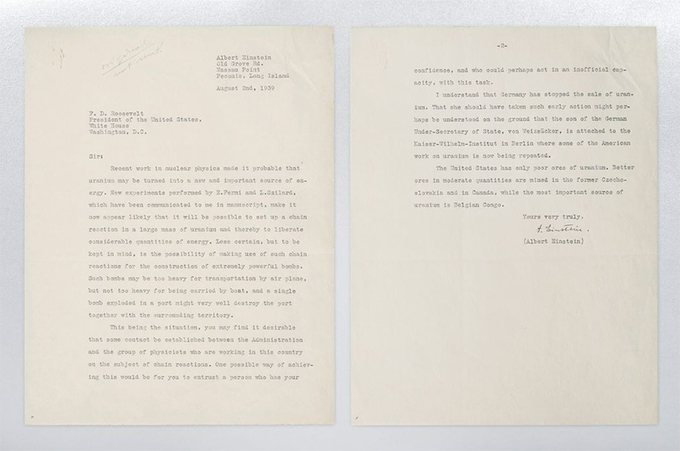 Albert Einstein
Old Grove Rd.
Nassau Point
Peconic, Long Island
August 2nd, 1939
F. D. Roosevelt
President of the United States,
White House
Washington, D.C.
Sir:
Recent work in nuclear physics made it probable that
uranium may be turned into a new and important source of en-
ergy. New experiments performed by E.Fermi and L.Szilard,
which have been communicated to me in manuscript, make it
now appear likely that it will be possible to set up a chain
reaction in a large mass of uranium and thereby to liberate
considerable quantities of energy. Less certain, but to be
kept in mind, is the possibility of making use of such chain
reactions for the construction of extremely powerful bombs.
Such bombs may be too heavy for transportation by air plane,
but not too heavy for being carried by boat, and a single
bomb exploded in a port might very well destroy the port
together with the surrounding territory.
This being the situation, you may find it desirable
that some contact be established between the Administration
and the group of physicists who are working in this country
on the subject of chain reactions. One possible way of achiev-
ing this would be for you to entrust a person who has your
-2-
confidence, and who could perhaps act in an inofficial cap-
acity, with this task.
I understand that Germany has stopped the sale of uran-
ium. That she should have taken such early action might per-
haps be understood on the ground that the son of the German
Under-Secretary of State, von Weizsäcker, is attached to the
Kaiser-Wilhelm-Institut in Berlin where some of the American
work on uranium is now being repeated.
The United States has only poor ores of uranium. Better
ores in moderate quantities are mined in the former Czecho-
slovakia and in Canada, while the most important source of
uranium is Belgian Congo.
Yours very truly,
A. Einstein.
(Albert Einstein)